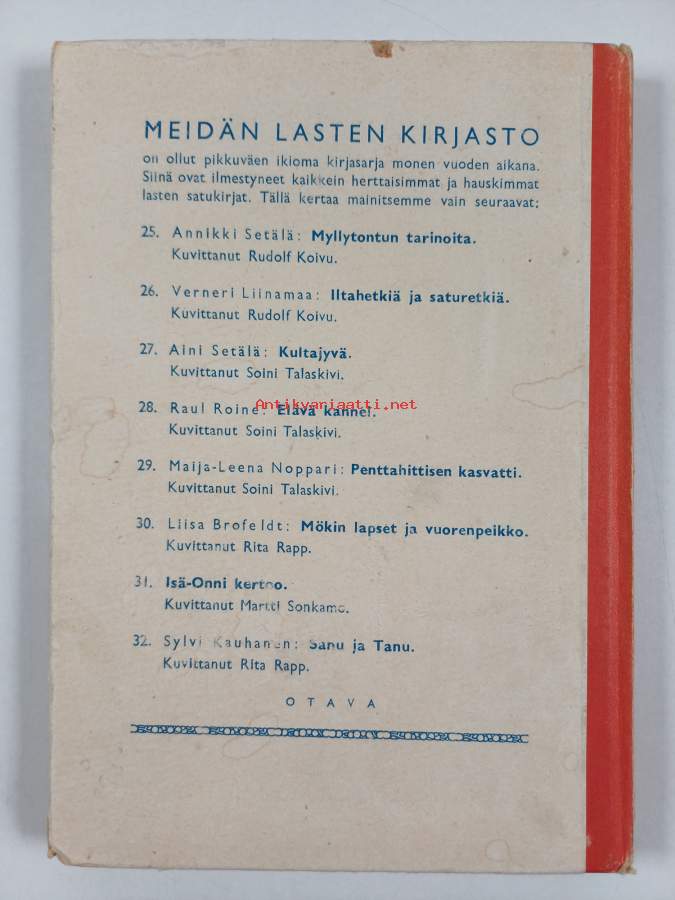 MEIDÄN LASTEN KIRJASTO
on ollut pikkuväen ikioma kirjasarja monen vuoden aikana.
Siinä ovat ilmestyneet kaikkein herttaisimmat ja hauskimmat
lasten satukirjat. Tällä kertaa mainitsemme vain seuraavat:
25. Annikki Setälä: Myllytontun tarinoita.
Kuvittanut Rudolf Koivu.
26. Verneri Liinamaa: Iltahetkiä ja saturetkiä.
Kuvittanut Rudolf Koivu.
27. Aini Setälä: Kultajyvä.
Kuvittanut Soini Talaskivi.
Antikvariaatti.net
28. Raul Roine: Elävä kannel.
Kuvittanut Soini Talaskivi.
29. Maija-Leena Noppari: Penttahittisen kasvatti.
Kuvittanut Soini Talaskivi.
30. Liisa Brofeldt: Mökin lapset ja vuorenpeikko.
Kuvittanut Rita Rapp.
31. Isä-Onni kertoo.
Kuvittanut Martti Sonkamo.
32. Sylvi Kauhanen: Sanu ja Tanu.
Kuvittanut Rita Rapp.
OTAVA